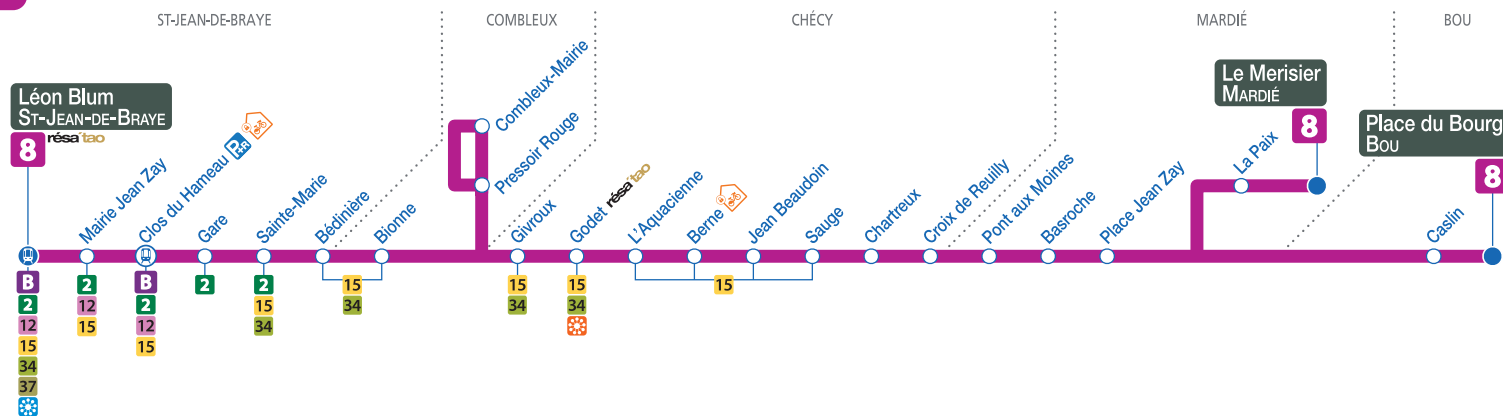 ST-JEAN-DE-BRAYE
COMBLEUX
CHÉCY
MARDIÉ
BOU
Léon Blum
ST-JEAN-DE-BRAYE
8
résa'tao
Mairie Jean Zay
Clos du Hameau
P+R
Gare
Sainte-Marie
Bédinière
Bionne
Combleux-Mairie
Pressoir Rouge
Givroux
Godet
résa'tao
L'Aquacienne
Berne
Jean Beaudoin
Sauge
Chartreux
Croix de Reuilly
Pont aux Moines
Basroche
Place Jean Zay
La Paix
Le Merisier
MARDIÉ
8
Caslin
Place du Bourg
BOU
8
B
2
12
15
34
37
2
12
15
B
2
12
15
2
2
15
34
15
34
15
34
15
34
15